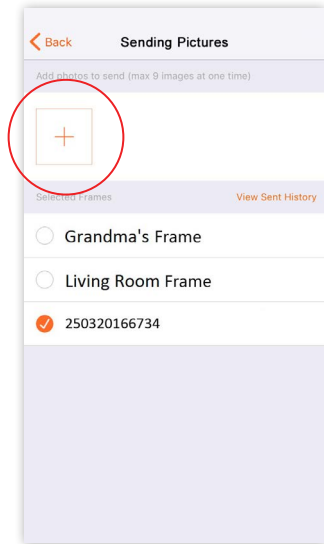 Back Sending Pictures
Add photos to send (max 9 images at one time)
Selected Frames View Sent History
Grandma's Frame
Living Room Frame
250320166734